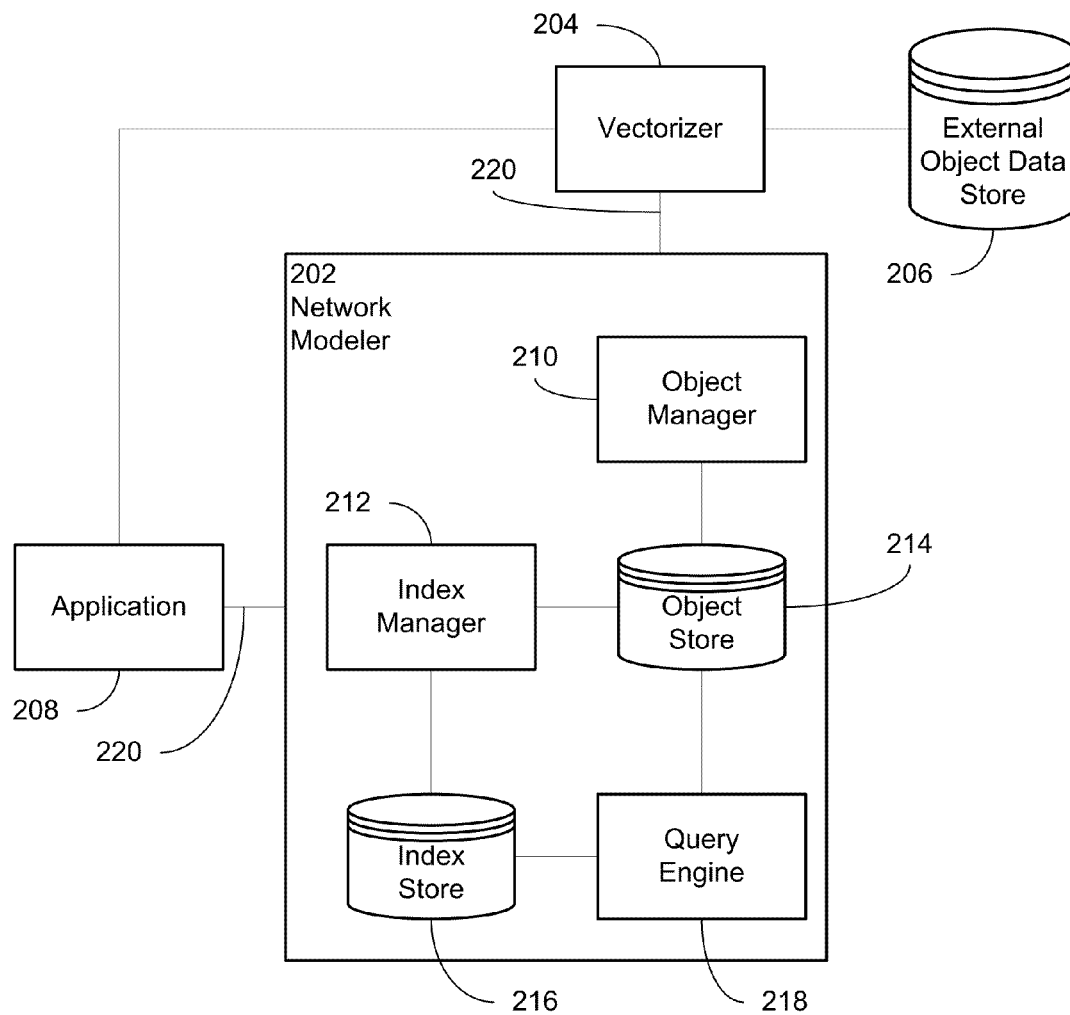 204
Vectorizer
External
Object Data
Store
220
206
202
Network
Modeler
210
Object
Manager
212
214
Application
Index
Manager
Object
Store
208
220
Index
Store
Query
Engine
216
218